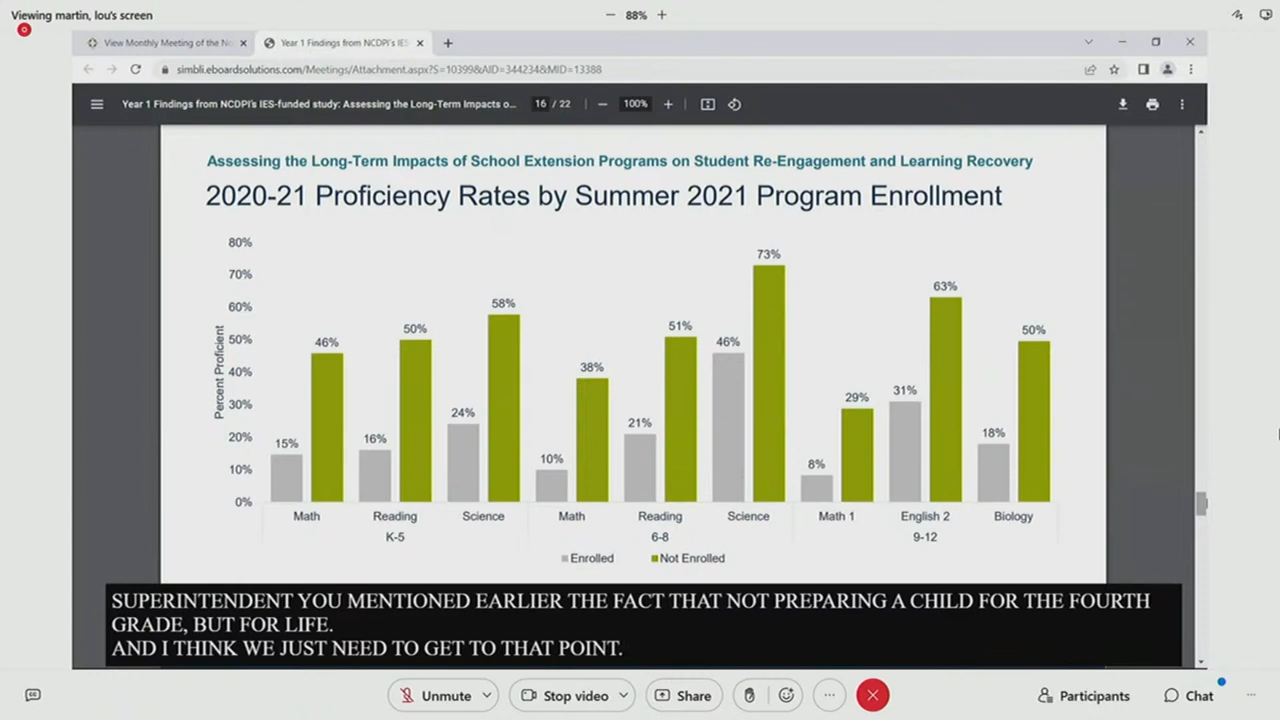 Viewing martin, lou's screen
88%
View Monthly Meeting of the No
Year 1 Findings from NCDPI's IES
simbli.eboardsolutions.com/Meetings/Attachment.aspx?S=10399&AID=344234&MID=13388
Year 1 Findings from NCDPI's IES-funded study: Assessing the Long-Term Impacts o...
16 / 22
100%
Assessing the Long-Term Impacts of School Extension Programs on Student Re-Engagement and Learning Recovery
2020-21 Proficiency Rates by Summer 2021 Program Enrollment
Percent Proficient
80%
70%
60%
50%
40%
30%
20%
10%
0%
15% 46% 16% 50% 24% 58% 10% 38% 21% 51% 46% 73% 8% 29% 31% 63% 18% 50%
Math Reading Science Math Reading Science Math 1 English 2 Biology
K-5 6-8 9-12
Enrolled Not Enrolled
SUPERINTENDENT YOU MENTIONED EARLIER THE FACT THAT NOT PREPARING A CHILD FOR THE FOURTH
GRADE, BUT FOR LIFE.
AND I THINK WE JUST NEED TO GET TO THAT POINT.
Unmute Stop video Share Participants Chat